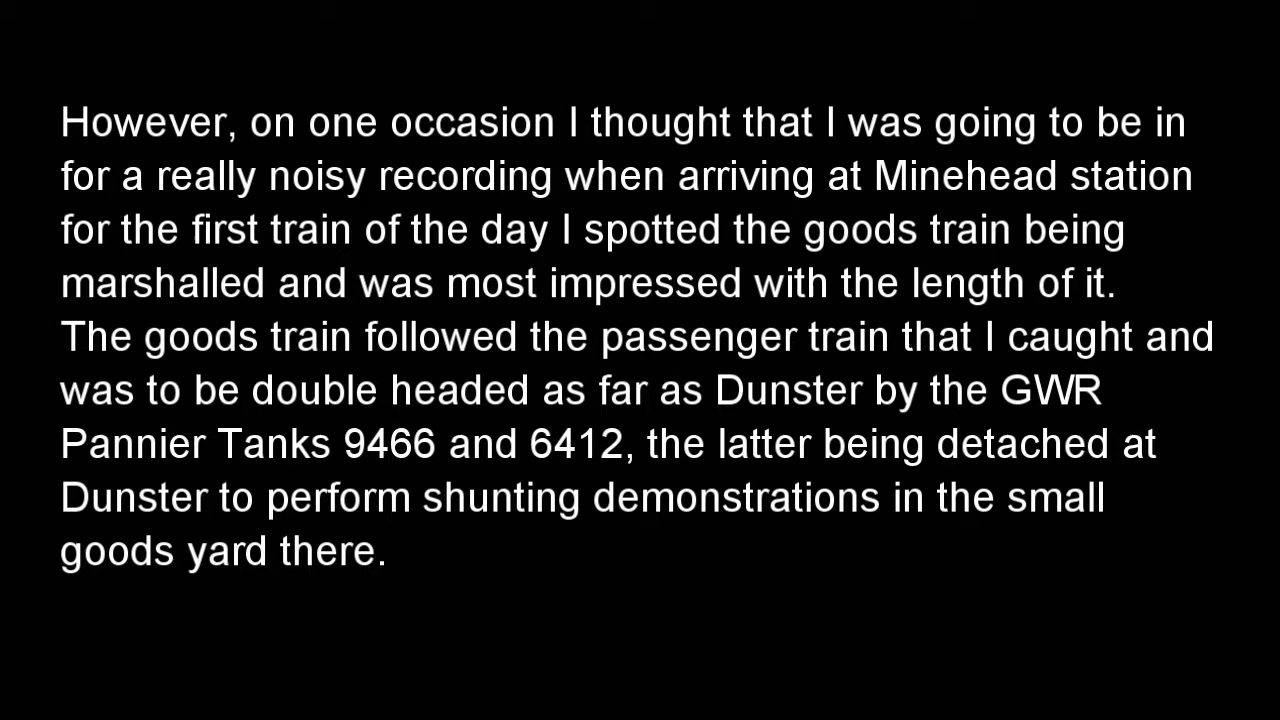 However, on one occasion I thought that I was going to be in
for a really noisy recording when arriving at Minehead station
for the first train of the day I spotted the goods train being
marshalled and was most impressed with the length of it.
The goods train followed the passenger train that I caught and
was to be double headed as far as Dunster by the GWR
Pannier Tanks 9466 and 6412, the latter being detached at
Dunster to perform shunting demonstrations in the small
goods yard there.